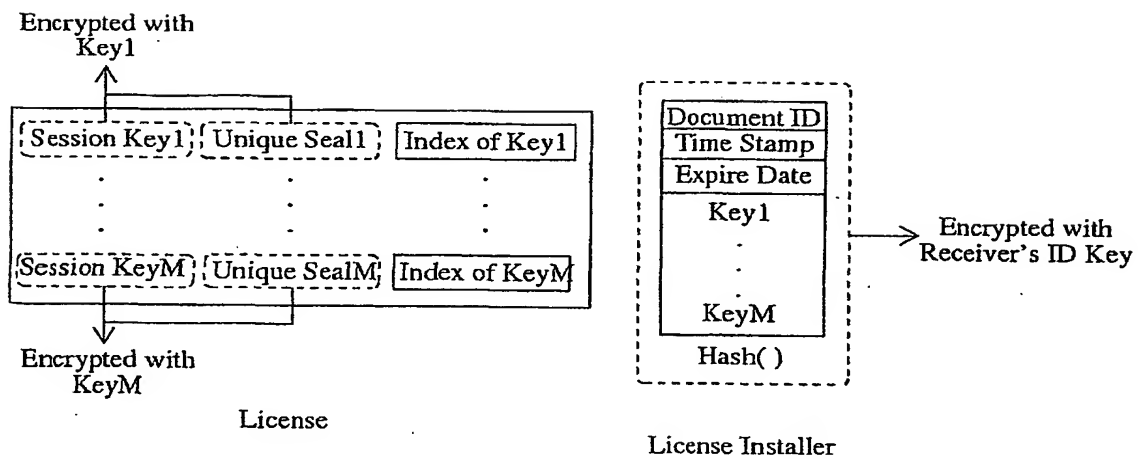 Encrypted with
Key1
Session Key1 Unique Seal1 Index of Key1
Session KeyM Unique SealM Index of KeyM
Encrypted with
KeyM
License
Document ID
Time Stamp
Expire Date
Key1
KeyM
Hash( )
Encrypted with
Receiver's ID Key
License Installer